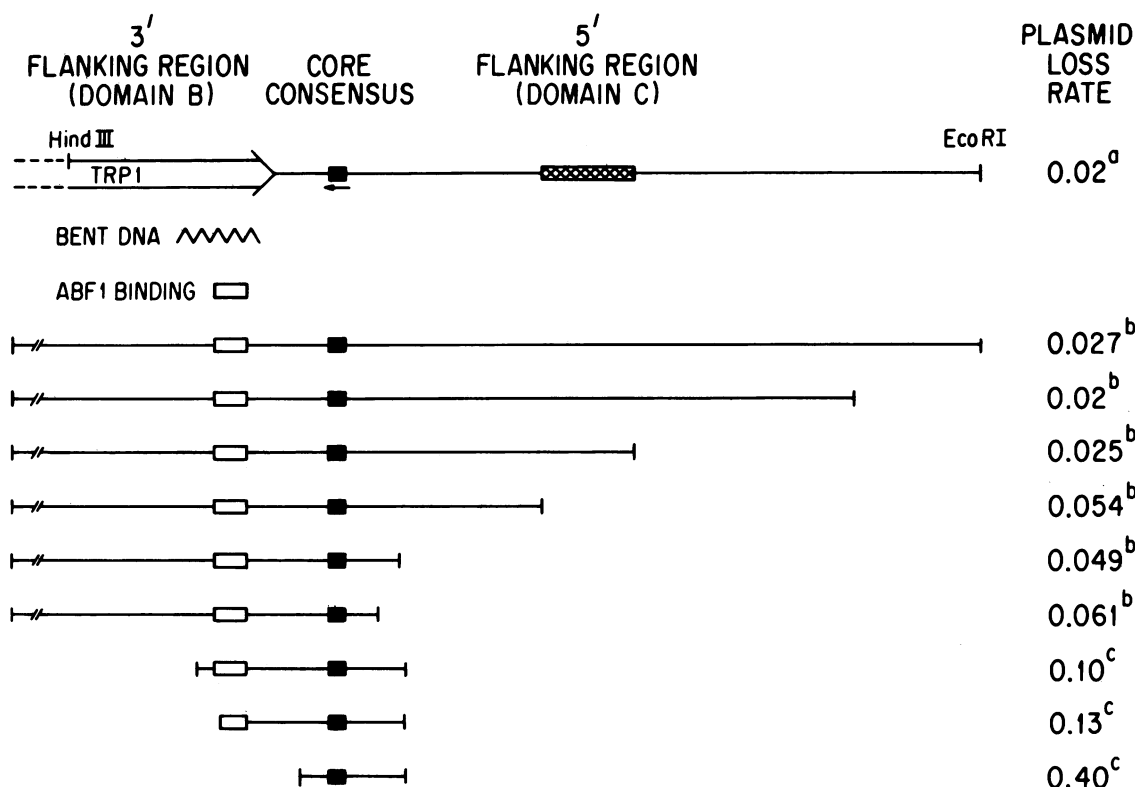 3′
FLANKING REGION
(DOMAIN B)
CORE
CONSENSUS
5′
FLANKING REGION
(DOMAIN C)
PLASMID
LOSS
RATE
Hind III
EcoRI
TRP1
0.02ᵃ
BENT DNA
ABF1 BINDING
0.027ᵇ
0.02ᵇ
0.025ᵇ
0.054ᵇ
0.049ᵇ
0.061ᵇ
0.10ᶜ
0.13ᶜ
0.40ᶜ